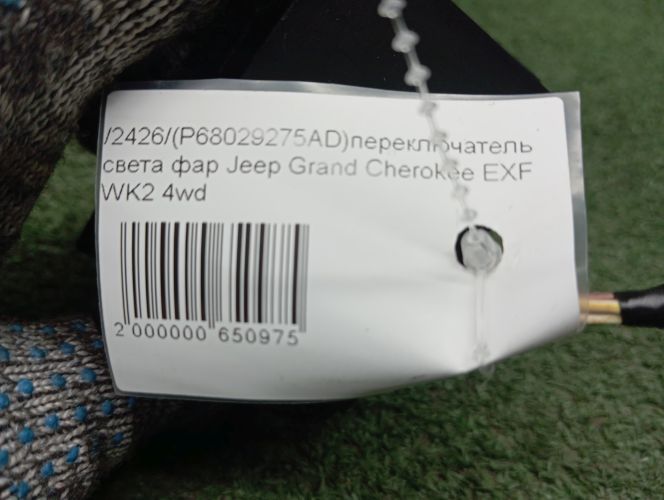 /2426/(P68029275AD)переключатель
света фар Jeep Grand Cherokee EXF
WK2 4wd
2 000000 650975